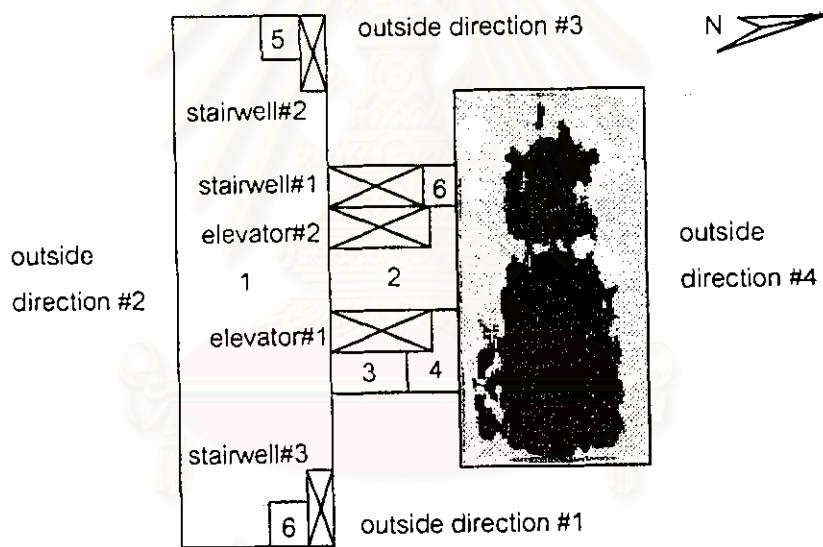 outside direction #3
N
5
stairwell#2
stairwell#1
6
elevator#2
outside
direction #2
1
2
outside
direction #4
elevator#1
3
4
stairwell#3
6
outside direction #1